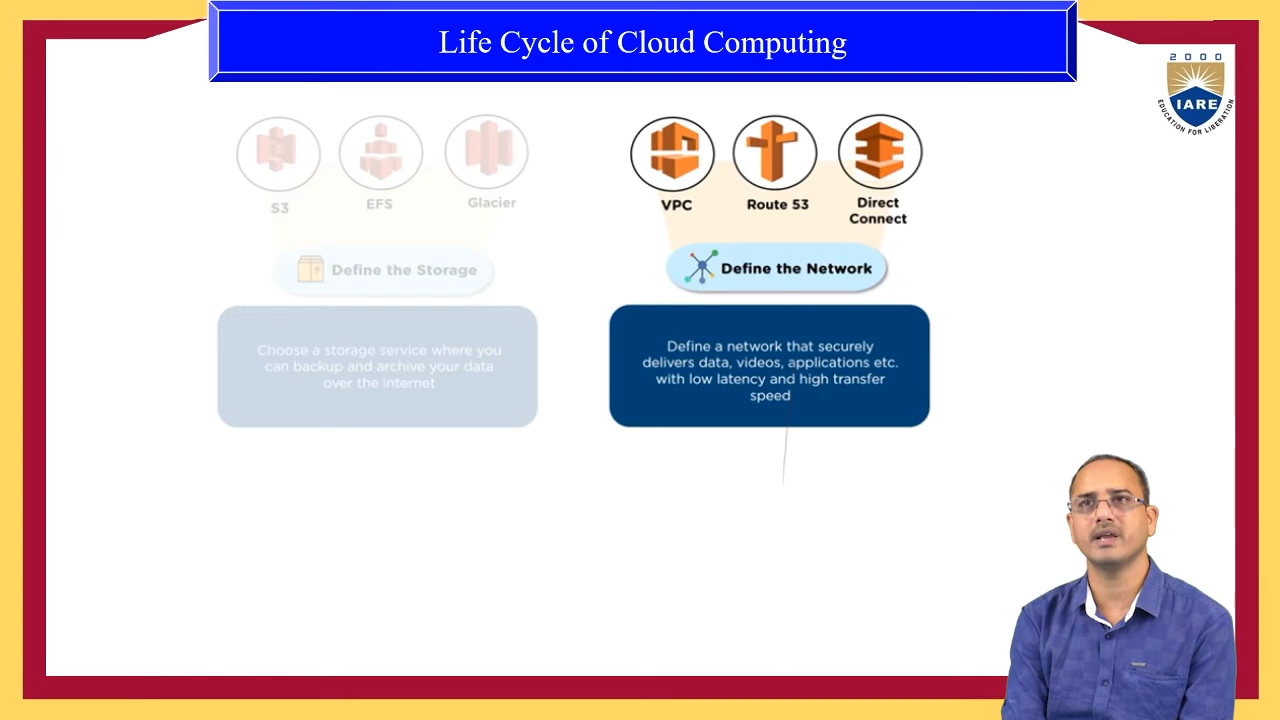 Life Cycle of Cloud Computing
2000
IARE
EDUCATION FOR LIBERATION
S3
EFS
Glacier
Define the Storage
Choose a storage service where you
can backup and archive your data
over the internet
VPC
Route 53
Direct
Connect
Define the Network
Define a network that securely
delivers data, videos, applications etc.
with low latency and high transfer
speed